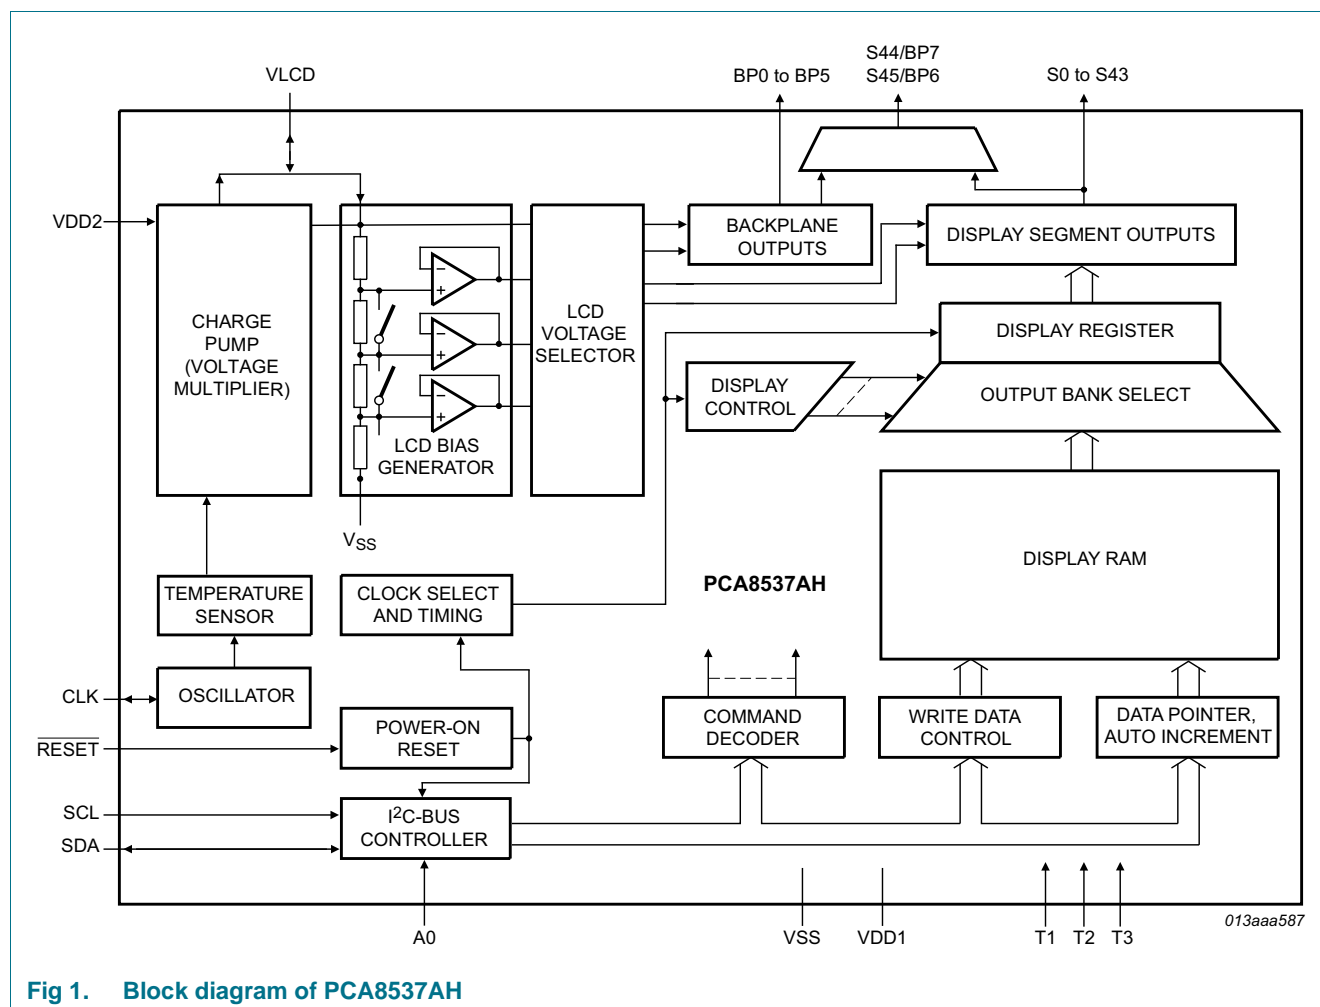 S44/BP7
VLCD
BP0 to BP5
S45/BP6
S0 to S43
VDD2
BACKPLANE
OUTPUTS
DISPLAY SEGMENT OUTPUTS
CHARGE
PUMP
(VOLTAGE
MULTIPLIER)
LCD
VOLTAGE
SELECTOR
DISPLAY REGISTER
DISPLAY
CONTROL
OUTPUT BANK SELECT
LCD BIAS
GENERATOR
VSS
DISPLAY RAM
TEMPERATURE
SENSOR
CLOCK SELECT
AND TIMING
PCA8537AH
CLK
OSCILLATOR
RESET
POWER-ON
RESET
COMMAND
DECODER
WRITE DATA
CONTROL
DATA POINTER,
AUTO INCREMENT
SCL
SDA
I²C-BUS
CONTROLLER
A0
VSS
VDD1
T1
T2
T3
013aaa587
Fig 1. Block diagram of PCA8537AH